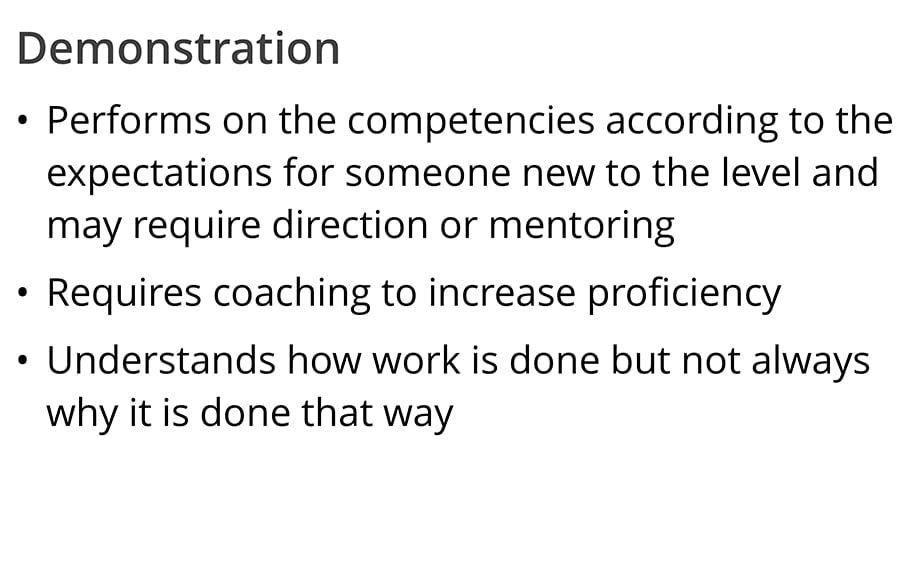 Demonstration
• Performs on the competencies according to the
expectations for someone new to the level and
may require direction or mentoring
• Requires coaching to increase proficiency
• Understands how work is done but not always
why it is done that way